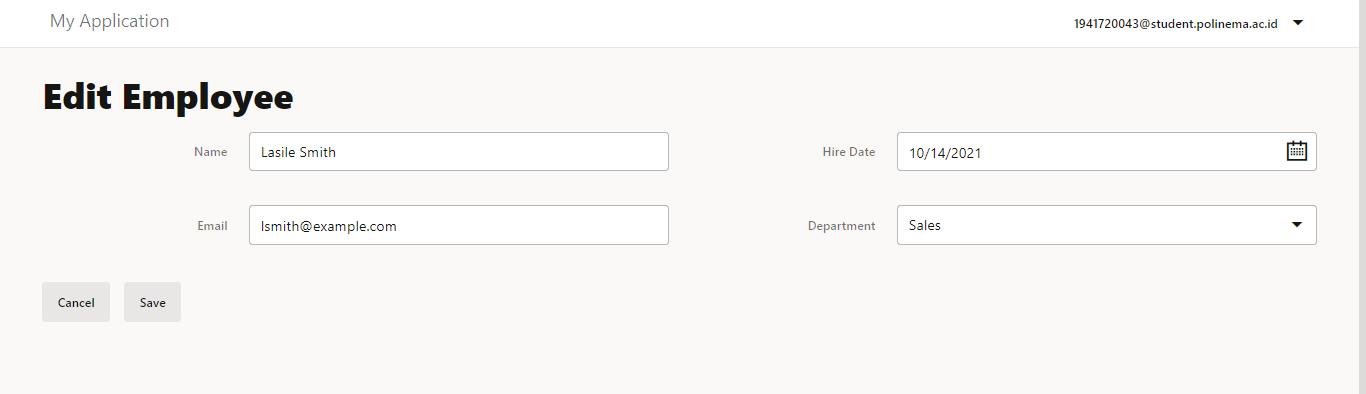 My Application
1941720043@student.polinema.ac.id
Edit Employee
Name Lasile Smith
Hire Date 10/14/2021
Email lsmith@example.com
Department Sales
Cancel Save